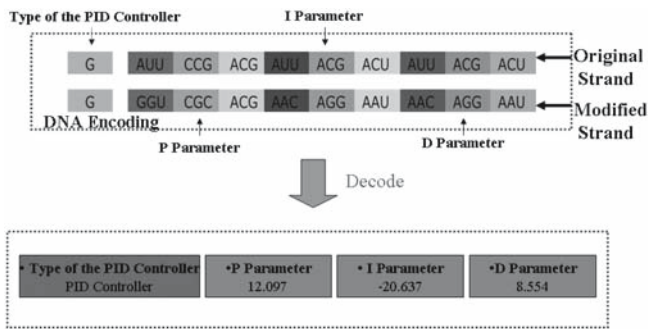 Type of the PID Controller
I Parameter
G AUU CCG ACG AUU ACG ACU AUU ACG ACU
Original Strand
G GGU CGC ACG AAC AGG AAU AAC AGG AAU
Modified Strand
DNA Encoding
P Parameter
D Parameter
Decode
• Type of the PID Controller
PID Controller
•P Parameter
12.097
• I Parameter
-20.637
•D Parameter
8.554